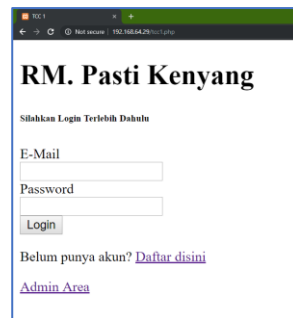 TCC 1
Not secure | 192.168.64.29/tcc1.php
RM. Pasti Kenyang
Silahkan Login Terlebih Dahulu
E-Mail
Password
Login
Belum punya akun? Daftar disini
Admin Area